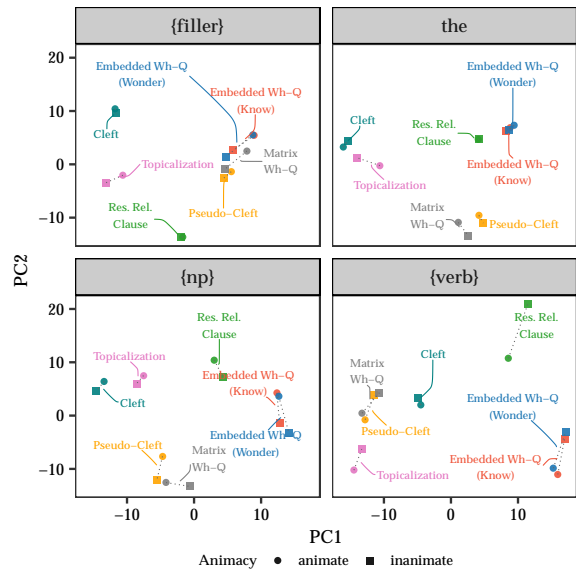 {filler}
the
20
10
0
−10
Embedded Wh−Q
(Wonder)
Embedded Wh−Q
(Know)
Cleft
Matrix
Wh−Q
Topicalization
Res. Rel.
Clause
Pseudo−Cleft
Embedded Wh−Q
(Wonder)
Res. Rel.
Clause
Cleft
Embedded Wh−Q
(Know)
Topicalization
Matrix
Wh−Q
Pseudo−Cleft
PC2
{np}
{verb}
20
10
0
−10
Res. Rel.
Clause
Topicalization
Embedded Wh−Q
(Know)
Cleft
Pseudo−Cleft
Embedded Wh−Q
(Wonder)
Matrix
Wh−Q
Res. Rel.
Clause
Matrix
Wh−Q
Cleft
Embedded Wh−Q
(Wonder)
Pseudo−Cleft
Embedded Wh−Q
(Know)
Topicalization
−10
0
10
−10
0
10
PC1
Animacy animate inanimate